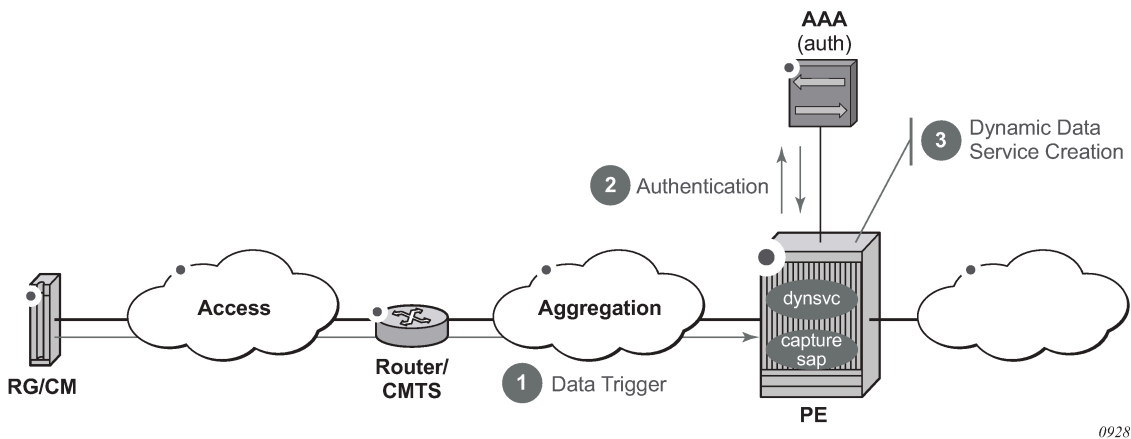 AAA
(auth)
3
Dynamic Data
Service Creation
2
Authentication
Access
Aggregation
dynsvc
capture
sap
RG/CM
Router/
CMTS
1
Data Trigger
PE
0928